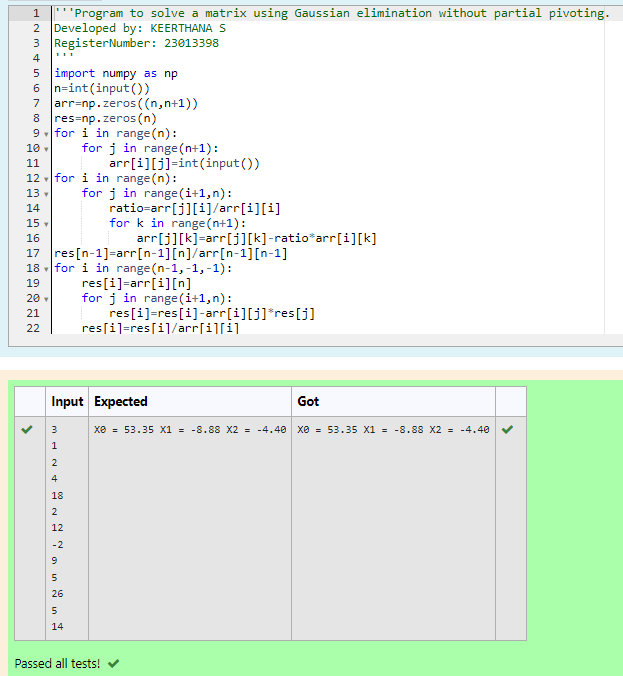 1 '''Program to solve a matrix using Gaussian elimination without partial pivoting.
2 Developed by: KEERTHANA S
3 RegisterNumber: 23013398
4 '''
5 import numpy as np
6 n=int(input())
7 arr=np.zeros((n,n+1))
8 res=np.zeros(n)
9 for i in range(n):
10     for j in range(n+1):
11         arr[i][j]=int(input())
12 for i in range(n):
13     for j in range(i+1,n):
14         ratio=arr[j][i]/arr[i][i]
15         for k in range(n+1):
16             arr[j][k]=arr[j][k]-ratio*arr[i][k]
17 res[n-1]=arr[n-1][n]/arr[n-1][n-1]
18 for i in range(n-1,-1,-1):
19     res[i]=arr[i][n]
20     for j in range(i+1,n):
21         res[i]=res[i]-arr[i][j]*res[j]
22     res[i]=res[i]/arr[i][i]
Input Expected Got
3 X0 = 53.35 X1 = -8.88 X2 = -4.40 X0 = 53.35 X1 = -8.88 X2 = -4.40
1
2
4
18
2
12
-2
9
5
26
5
14
Passed all tests!